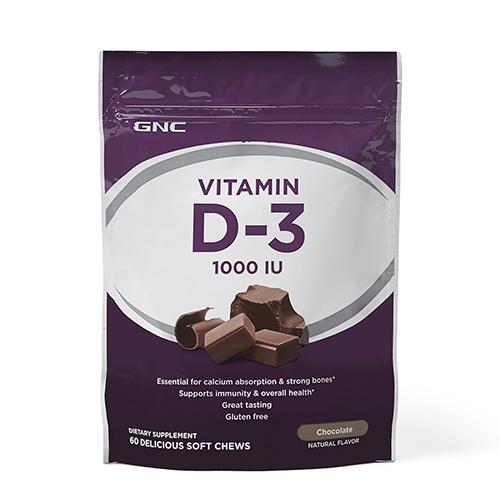 GNC
VITAMIN
D-3
1000 IU
Essential for calcium absorption & strong bones*
Supports immunity & overall health*
Great tasting
Gluten free
DIETARY SUPPLEMENT
60 DELICIOUS SOFT CHEWS
Chocolate
NATURAL FLAVOR